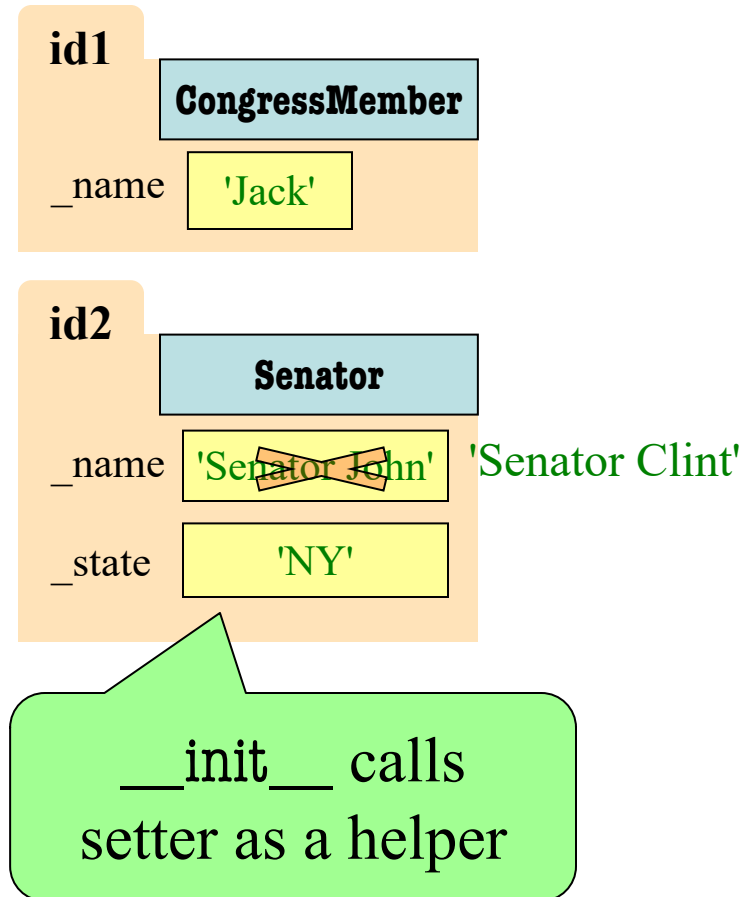 id1
CongressMember
_name 'Jack'
id2
Senator
_name 'Senator John' 'Senator Clint'
_state 'NY'
__init__ calls
setter as a helper